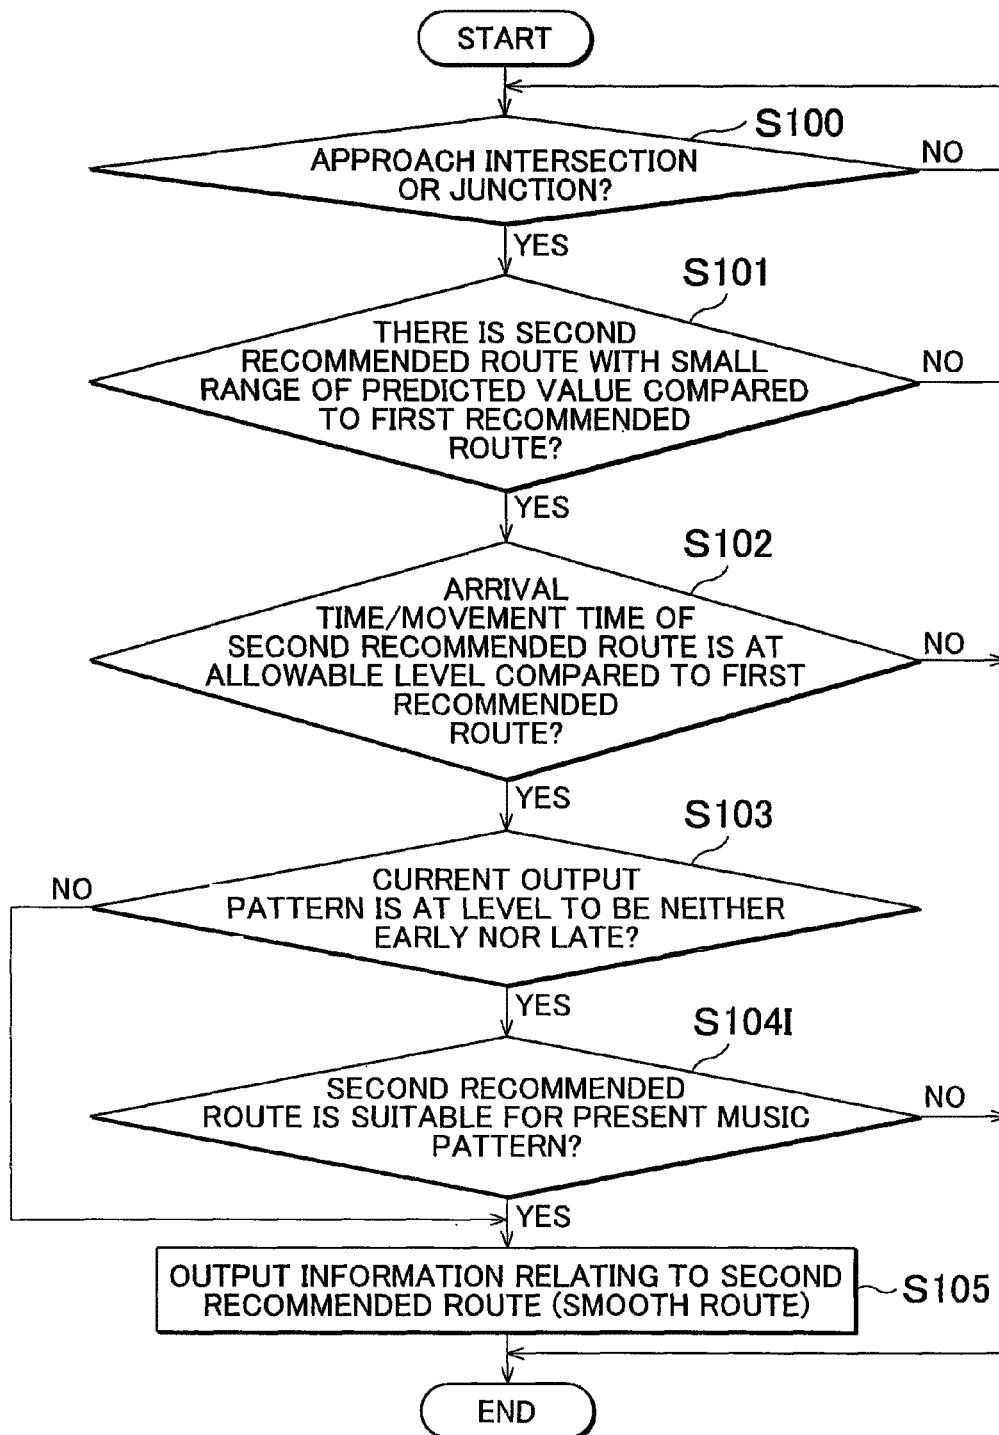 START
S100
APPROACH INTERSECTION
OR JUNCTION?
NO
YES
S101
THERE IS SECOND
RECOMMENDED ROUTE WITH SMALL
RANGE OF PREDICTED VALUE COMPARED
TO FIRST RECOMMENDED
ROUTE?
NO
YES
S102
ARRIVAL
TIME/MOVEMENT TIME OF
SECOND RECOMMENDED ROUTE IS AT
ALLOWABLE LEVEL COMPARED TO FIRST
RECOMMENDED
ROUTE?
NO
YES
S103
NO
CURRENT OUTPUT
PATTERN IS AT LEVEL TO BE NEITHER
EARLY NOR LATE?
YES
S104I
SECOND RECOMMENDED
ROUTE IS SUITABLE FOR PRESENT MUSIC
PATTERN?
NO
YES
OUTPUT INFORMATION RELATING TO SECOND
RECOMMENDED ROUTE (SMOOTH ROUTE)
S105
END